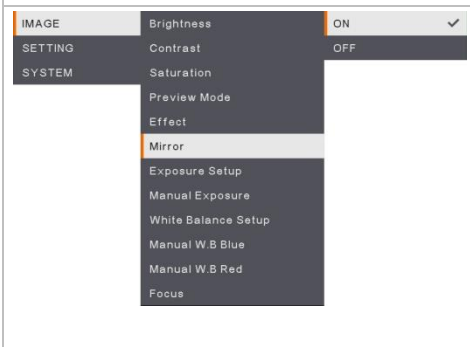 IMAGE
SETTING
SYSTEM
Brightness
Contrast
Saturation
Preview Mode
Effect
Mirror
Exposure Setup
Manual Exposure
White Balance Setup
Manual W.B Blue
Manual W.B Red
Focus
ON
OFF